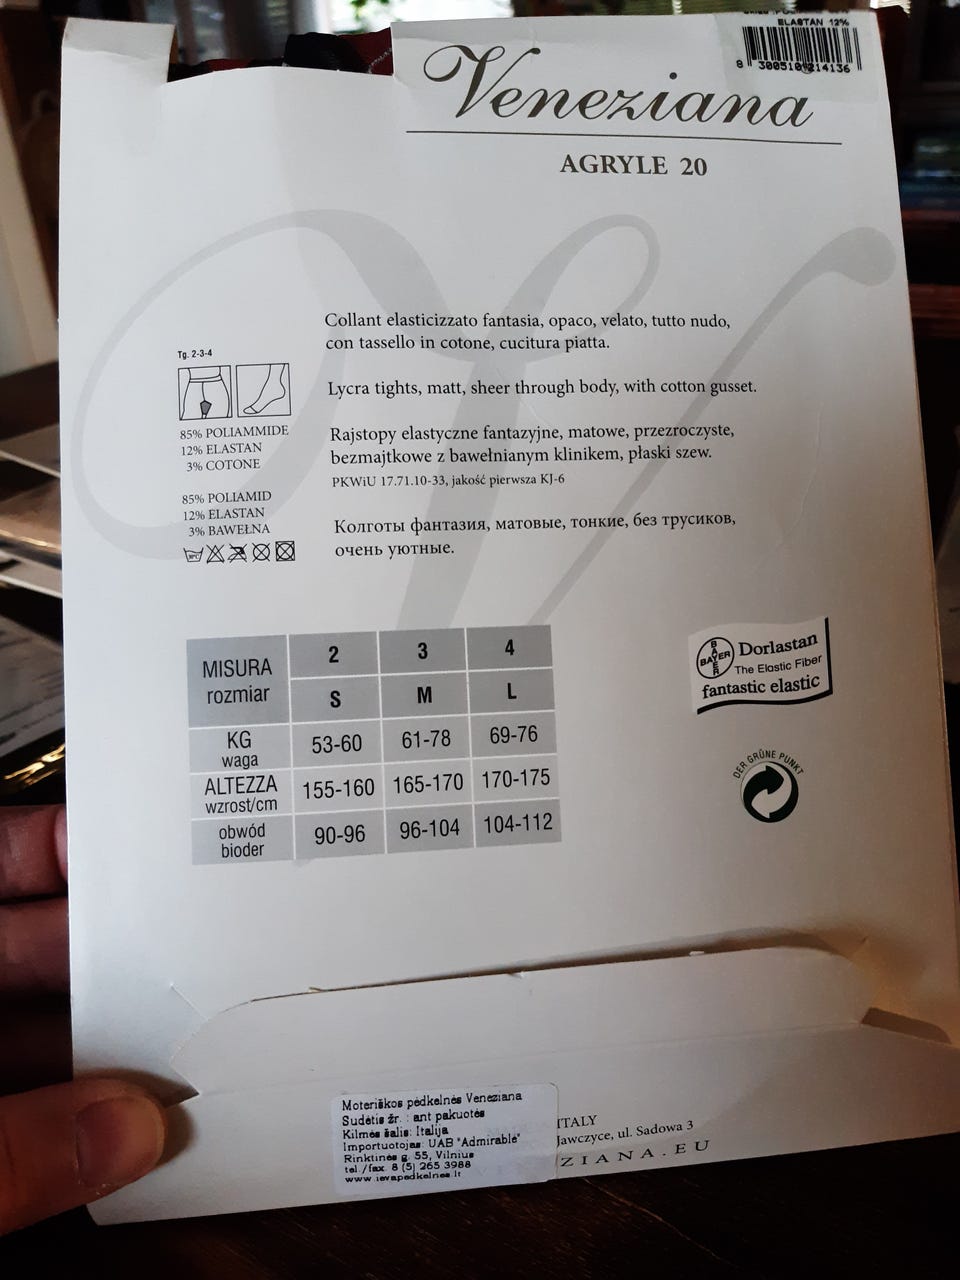 ELASTAN 12%
8 300510 214136
Veneziana
AGRYLE 20
Collant elasticizzato fantasia, opaco, velato, tutto nudo,
con tassello in cotone, cucitura piatta.
Tg. 2-3-4
Lycra tights, matt, sheer through body, with cotton gusset.
85% POLIAMMIDE
12% ELASTAN
3% COTONE
Rajstopy elastyczne fantazyjne, matowe, przezroczyste,
bezmajtkowe z bawełnianym klinikem, płaski szew.
PKWiU 17.71.10-33, jakość pierwsza KJ-6
85% POLIAMID
12% ELASTAN
3% BAWEŁNA
Колготы фантазия, матовые, тонкие, без трусиков,
очень уютные.
MISURA rozmiar 2 3 4
S M L
KG waga 53-60 61-78 69-76
ALTEZZA wzrost/cm 155-160 165-170 170-175
obwód bioder 90-96 96-104 104-112
BAYER
BAYER
Dorlastan
The Elastic Fiber
fantastic elastic
DER GRÜNE PUNKT
Moteriškos pėdkelnės Veneziana
Sudėtis žr. : ant pakuotės
Kilmės šalis: Italija
Importuotojas: UAB "Admirable"
Rinktinės g. 55, Vilnius
tel./fax. 8 (5) 265 3988
www.ievapedkelnes.lt
ITALY
Jawczyce, ul. Sadowa 3
ZIANA.EU